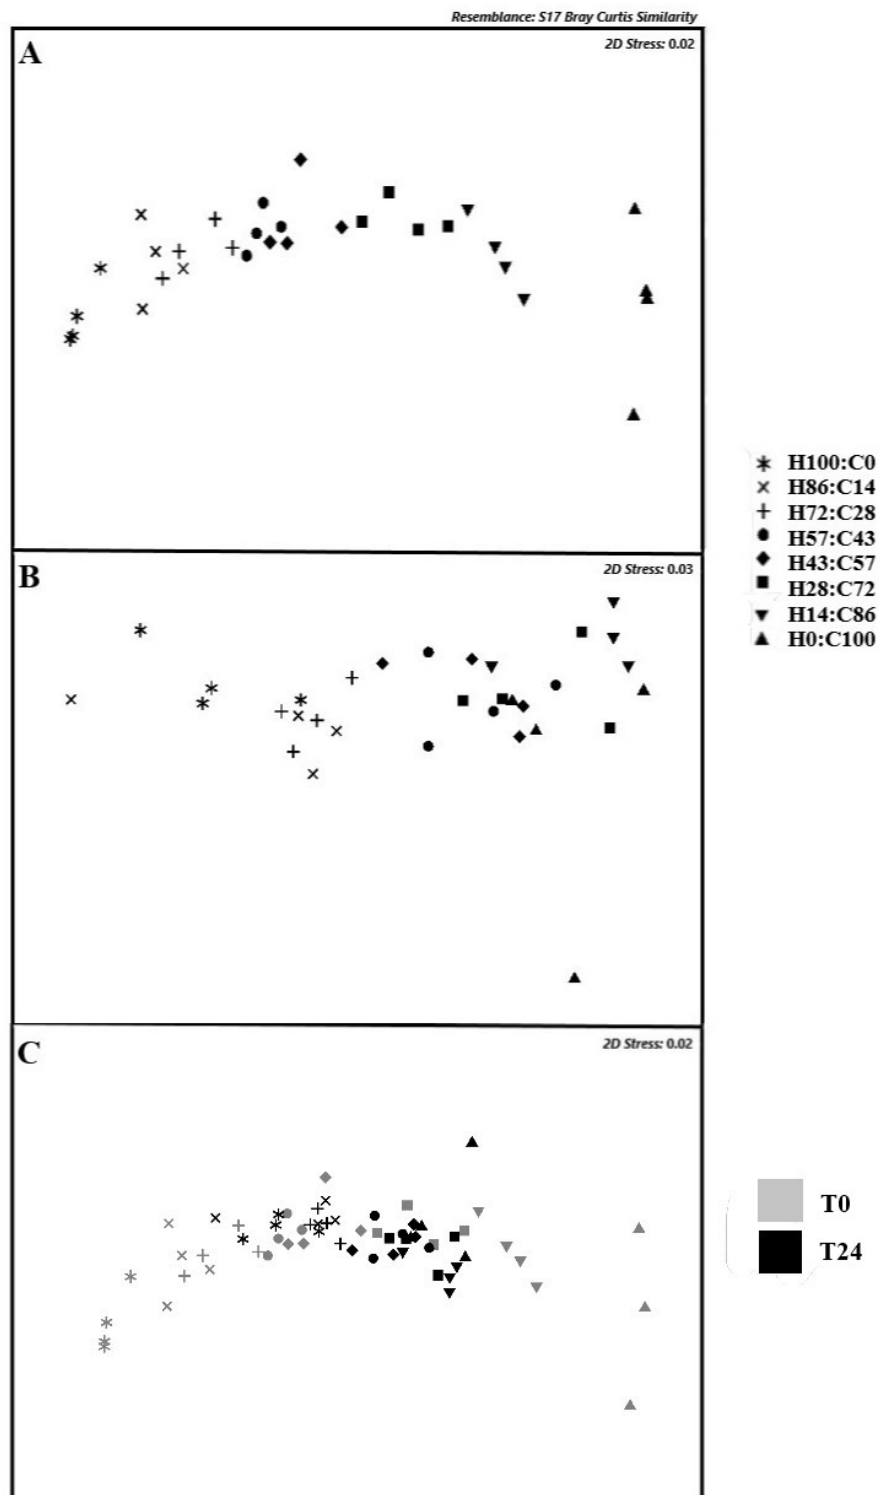 Resemblance: S17 Bray Curtis Similarity
A
2D Stress: 0.02
H100:C0
H86:C14
H72:C28
H57:C43
H43:C57
H28:C72
H14:C86
H0:C100
B
2D Stress: 0.03
C
2D Stress: 0.02
T0
T24